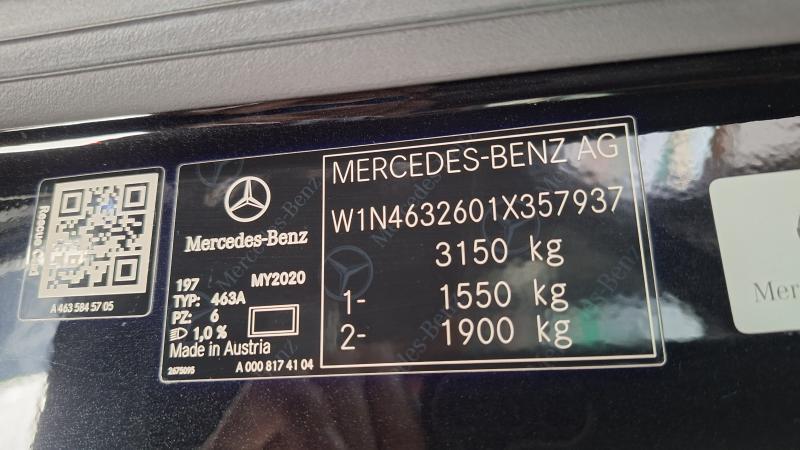 Rescue Card
A 463 584 57 05
Mercedes-Benz
197 MY2020
TYP: 463A
PZ: 6
1,0 %
Made in Austria
2675095 A 000 817 41 04
MERCEDES-BENZ AG
W1N4632601X357937
3150 kg
1- 1550 kg
2- 1900 kg
Mer